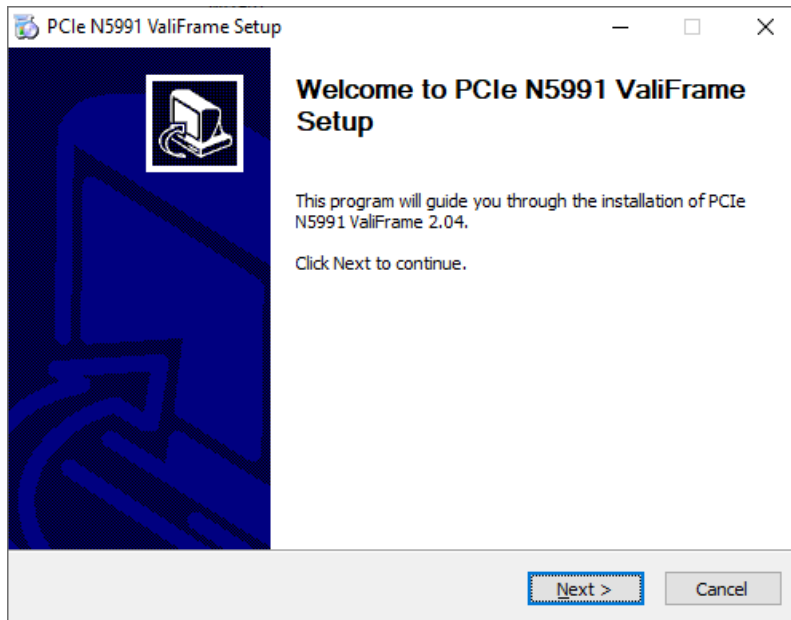 PCIe N5991 ValiFrame Setup
Welcome to PCIe N5991 ValiFrame
Setup
This program will guide you through the installation of PCIe
N5991 ValiFrame 2.04.
Click Next to continue.
Next >
Cancel